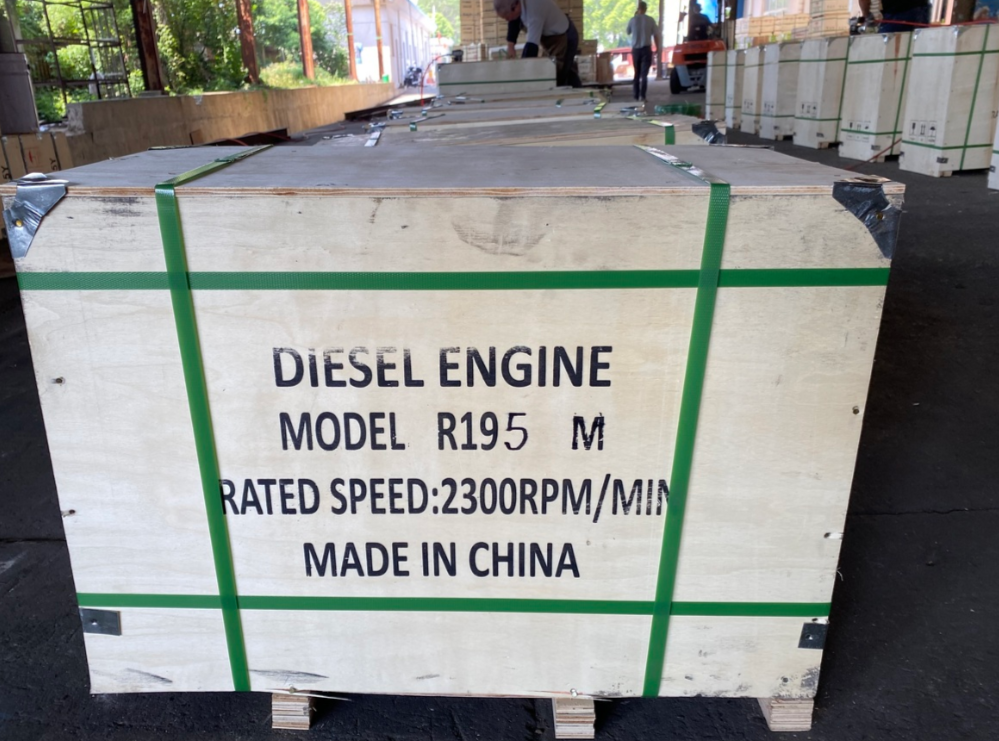 DIESEL ENGINE
MODEL R195 M
RATED SPEED:2300RPM/MIN
MADE IN CHINA